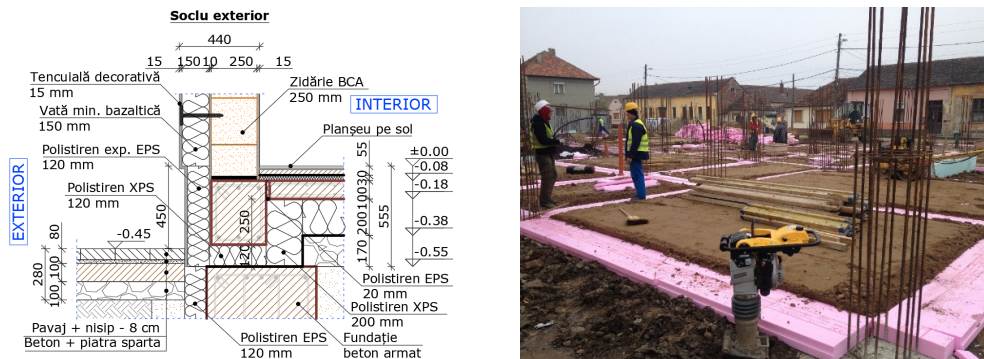 Soclu exterior
440
15 150 10 250 15
Tencuială decorativă
15 mm
Vată min. bazaltică
150 mm
Polistiren exp. EPS
120 mm
Polistiren XPS
120 mm
Zidărie BCA
250 mm
INTERIOR
Planșeu pe sol
EXTERIOR
±0.00
-0.08
-0.18
-0.38
-0.55
-0.45
55
30
100
200
170
555
450
250
120
80
100
100
280
Polistiren EPS
20 mm
Polistiren XPS
200 mm
Fundație
beton armat
Polistiren EPS
120 mm
Pavaj + nisip - 8 cm
Beton + piatra sparta